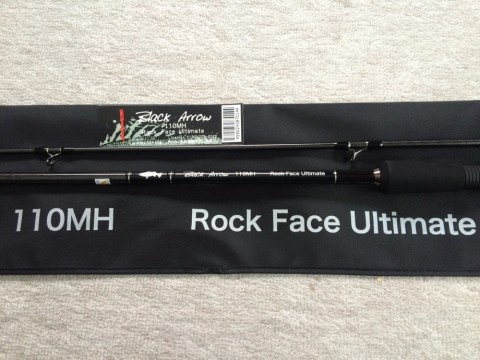 Black Arrow
110MH
Rock Face Ultimate
Black Arrow 110MH Rock Face Ultimate
110MH Rock Face Ultimate